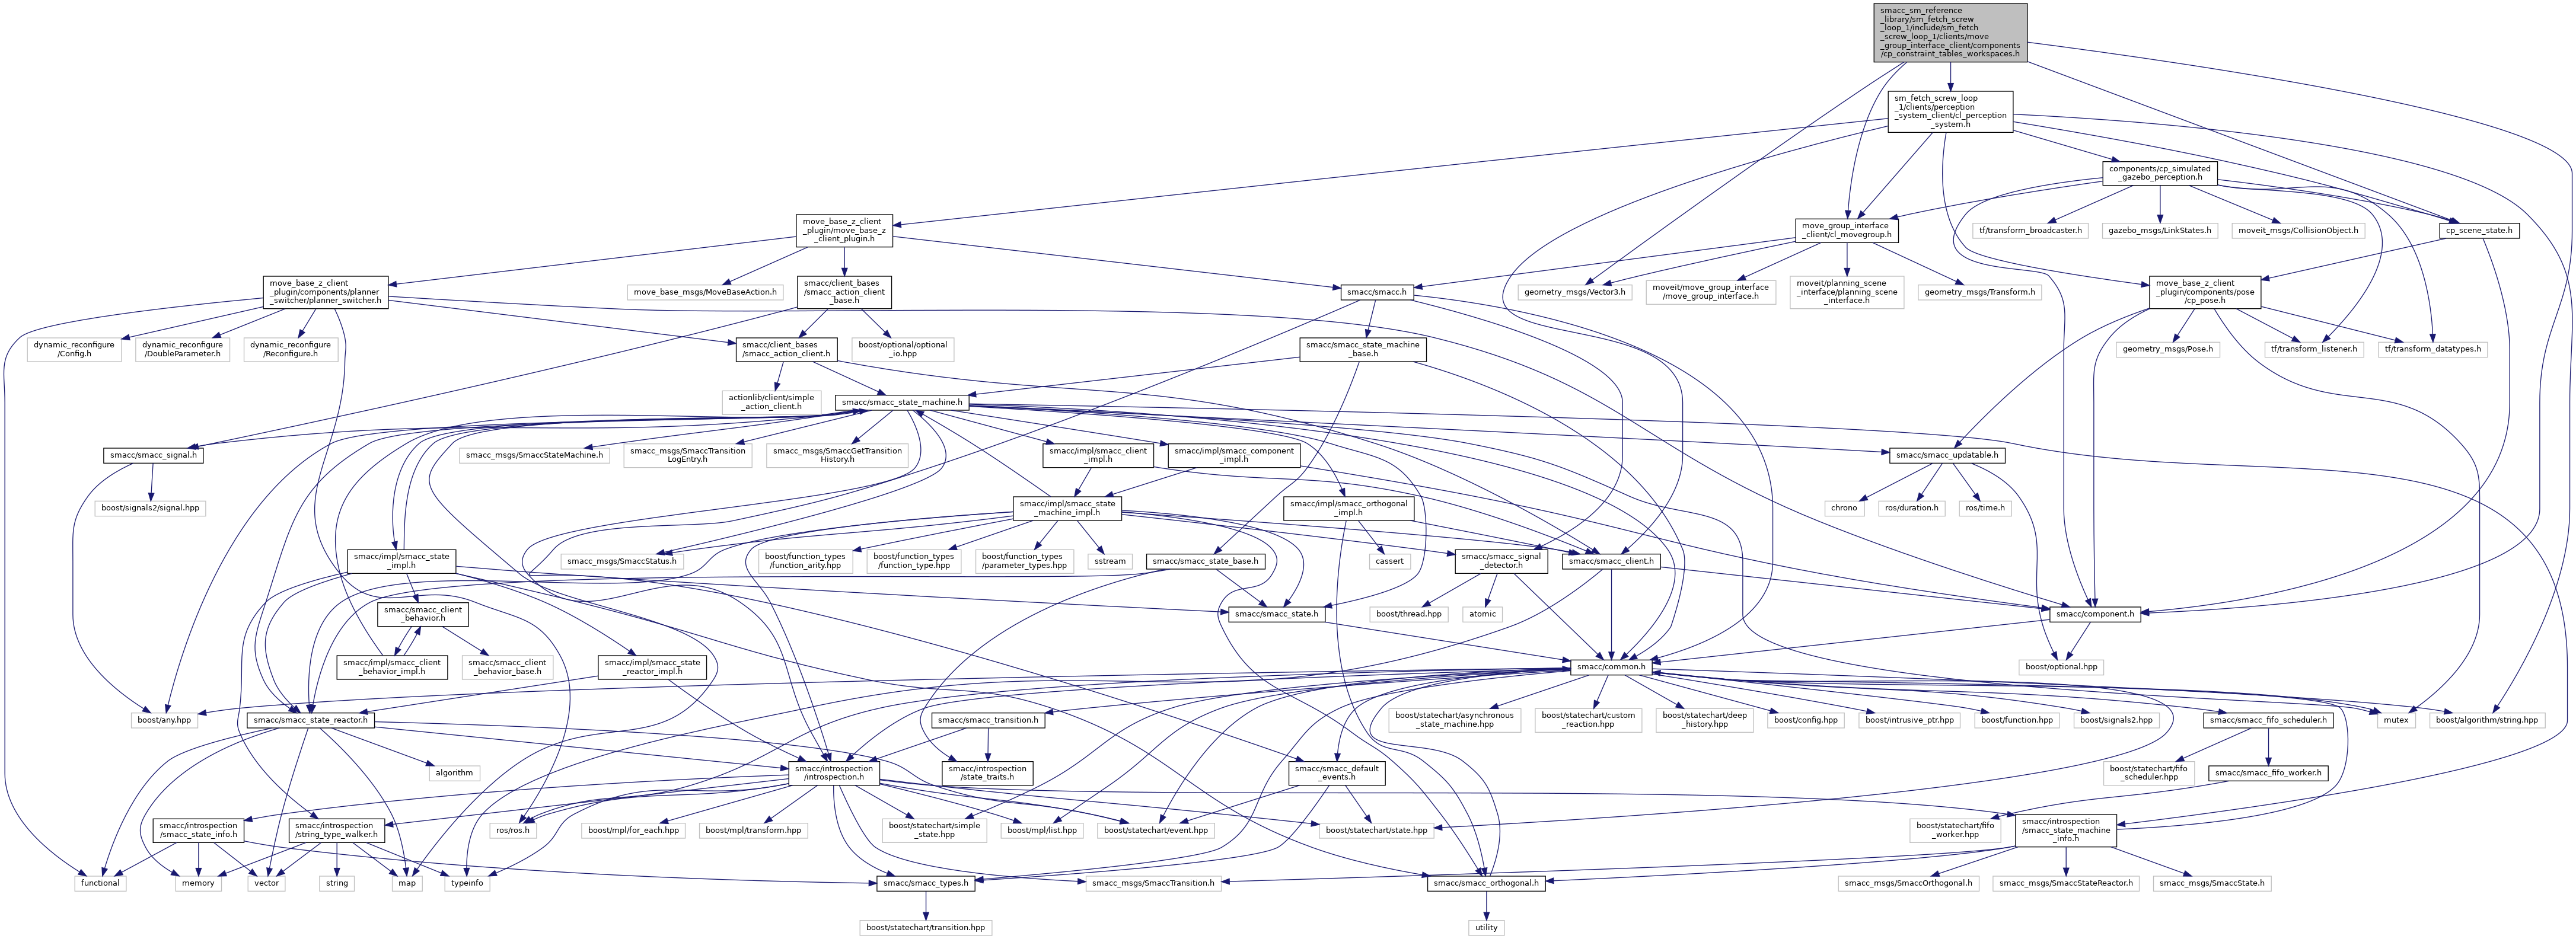 smacc_sm_reference
_library/sm_fetch_screw
_loop_1/include/sm_fetch
_screw_loop_1/clients/move
_group_interface_client/components
/cp_constraint_tables_workspaces.h
sm_fetch_screw_loop
_1/clients/perception
_system_client/cl_perception
_system.h
components/cp_simulated
_gazebo_perception.h
move_base_z_client
_plugin/move_base_z
_client_plugin.h
move_group_interface
_client/cl_movegroup.h
tf/transform_broadcaster.h
gazebo_msgs/LinkStates.h
moveit_msgs/CollisionObject.h
cp_scene_state.h
move_base_z_client
_plugin/components/planner
_switcher/planner_switcher.h
move_base_msgs/MoveBaseAction.h
smacc/client_bases
/smacc_action_client
_base.h
smacc/smacc.h
geometry_msgs/Vector3.h
moveit/move_group_interface
/move_group_interface.h
moveit/planning_scene
_interface/planning_scene
_interface.h
geometry_msgs/Transform.h
move_base_z_client
_plugin/components/pose
/cp_pose.h
dynamic_reconfigure
/Config.h
dynamic_reconfigure
/DoubleParameter.h
dynamic_reconfigure
/Reconfigure.h
smacc/client_bases
/smacc_action_client.h
boost/optional/optional
_io.hpp
smacc/smacc_state_machine
_base.h
geometry_msgs/Pose.h
tf/transform_listener.h
tf/transform_datatypes.h
actionlib/client/simple
_action_client.h
smacc/smacc_state_machine.h
smacc/smacc_signal.h
smacc_msgs/SmaccStateMachine.h
smacc_msgs/SmaccTransition
LogEntry.h
smacc_msgs/SmaccGetTransition
History.h
smacc/impl/smacc_client
_impl.h
smacc/impl/smacc_component
_impl.h
smacc/smacc_updatable.h
boost/signals2/signal.hpp
smacc/impl/smacc_state
_machine_impl.h
smacc/impl/smacc_orthogonal
_impl.h
chrono
ros/duration.h
ros/time.h
smacc/impl/smacc_state
_impl.h
smacc_msgs/SmaccStatus.h
boost/function_types
/function_arity.hpp
boost/function_types
/function_type.hpp
boost/function_types
/parameter_types.hpp
sstream
smacc/smacc_state_base.h
cassert
smacc/smacc_signal
_detector.h
smacc/smacc_client.h
smacc/smacc_client
_behavior.h
smacc/smacc_state.h
boost/thread.hpp
atomic
smacc/component.h
smacc/impl/smacc_client
_behavior_impl.h
smacc/smacc_client
_behavior_base.h
smacc/impl/smacc_state
_reactor_impl.h
smacc/common.h
boost/optional.hpp
boost/any.hpp
smacc/smacc_state_reactor.h
smacc/smacc_transition.h
boost/statechart/asynchronous
_state_machine.hpp
boost/statechart/custom
_reaction.hpp
boost/statechart/deep
_history.hpp
boost/config.hpp
boost/intrusive_ptr.hpp
boost/function.hpp
boost/signals2.hpp
smacc/smacc_fifo_scheduler.h
mutex
boost/algorithm/string.hpp
algorithm
smacc/introspection
/introspection.h
smacc/introspection
/state_traits.h
smacc/smacc_default
_events.h
boost/statechart/fifo
_scheduler.hpp
smacc/smacc_fifo_worker.h
smacc/introspection
/smacc_state_info.h
smacc/introspection
/string_type_walker.h
ros/ros.h
boost/mpl/for_each.hpp
boost/mpl/transform.hpp
boost/statechart/simple
_state.hpp
boost/mpl/list.hpp
boost/statechart/event.hpp
boost/statechart/state.hpp
boost/statechart/fifo
_worker.hpp
smacc/introspection
/smacc_state_machine
_info.h
functional
memory
vector
string
map
typeinfo
smacc/smacc_types.h
smacc_msgs/SmaccTransition.h
smacc/smacc_orthogonal.h
smacc_msgs/SmaccOrthogonal.h
smacc_msgs/SmaccStateReactor.h
smacc_msgs/SmaccState.h
boost/statechart/transition.hpp
utility